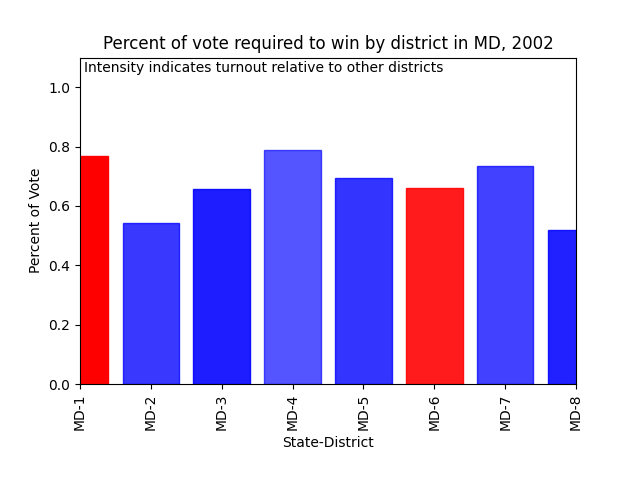 Percent of vote required to win by district in MD, 2002
Intensity indicates turnout relative to other districts
1.0
0.8
0.6
0.4
0.2
0.0
Percent of Vote
MD-1
MD-2
MD-3
MD-4
MD-5
MD-6
MD-7
MD-8
State-District